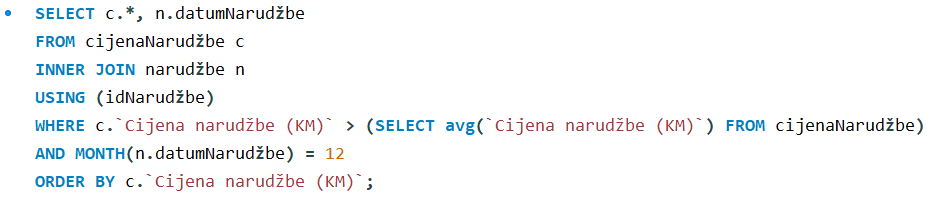 SELECT c.*, n.datumNarudžbe
FROM cijenaNarudžbe c
INNER JOIN narudžbe n
USING (idNarudžbe)
WHERE c.`Cijena narudžbe (KM)` > (SELECT avg(`Cijena narudžbe (KM)`) FROM cijenaNarudžbe)
AND MONTH(n.datumNarudžbe) = 12
ORDER BY c.`Cijena narudžbe (KM)`;